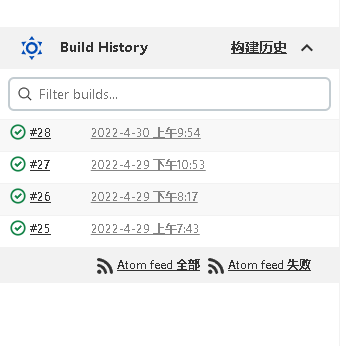 Build History 构建历史
Filter builds...
#28 2022-4-30 上午9:54
#27 2022-4-29 下午10:53
#26 2022-4-29 下午8:17
#25 2022-4-29 上午7:43
Atom feed 全部 Atom feed 失败